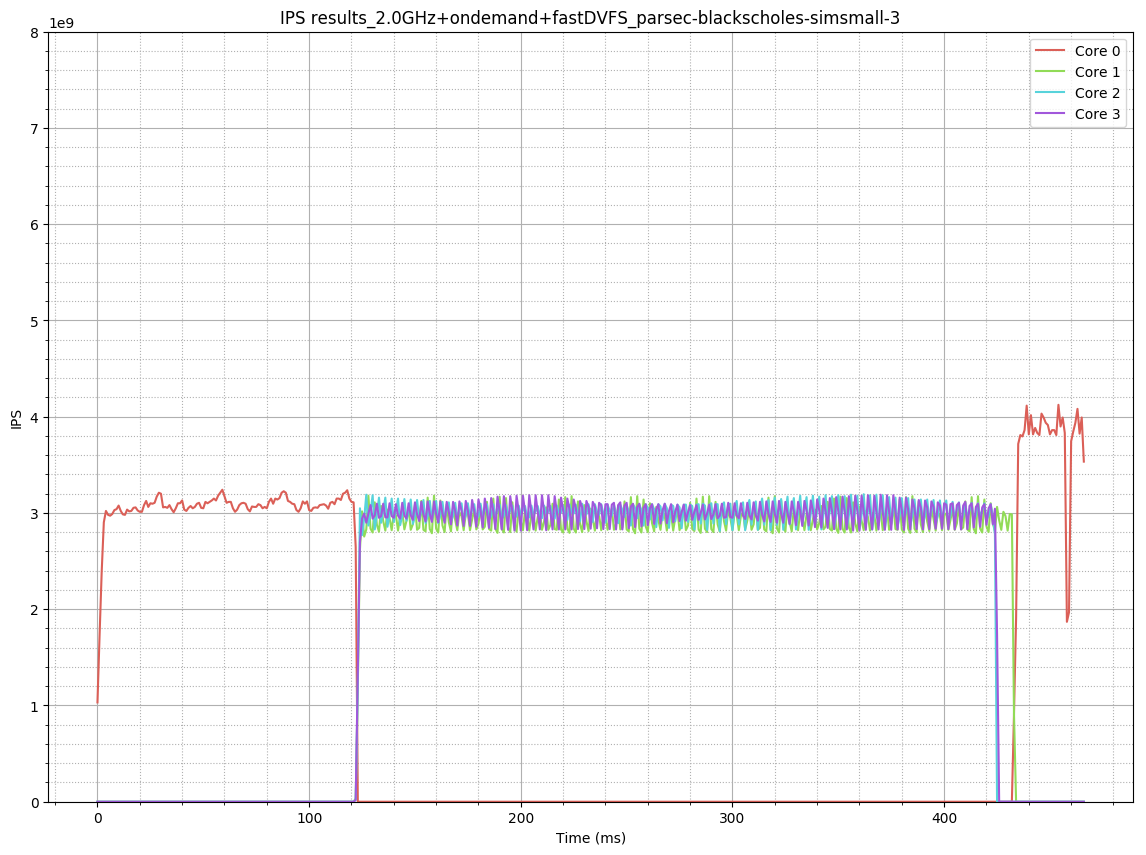 IPS results_2.0GHz+ondemand+fastDVFS_parsec-blackscholes-simsmall-3
1e9
8
7
6
5
4
3
2
1
0
IPS
Core 0
Core 1
Core 2
Core 3
0 100 200 300 400
Time (ms)